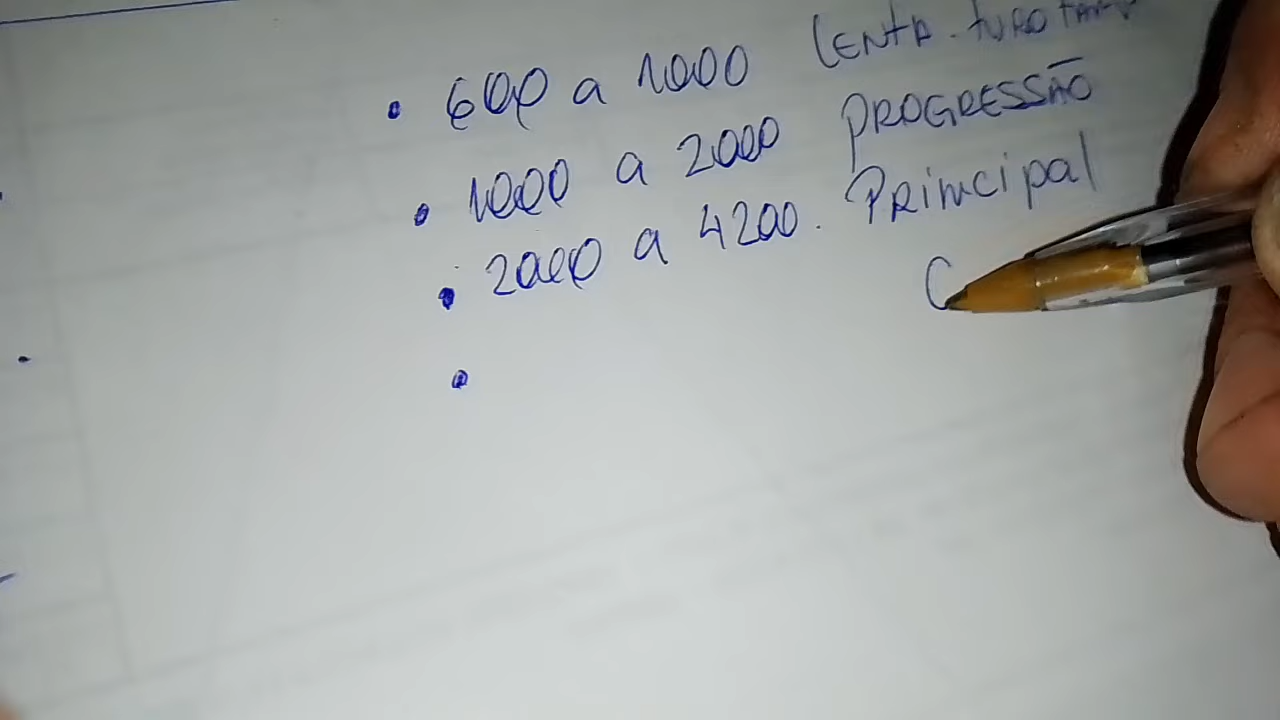 • 600 a 1000 LENTA.
• 1000 a 2000 PROGRESSÃO
• 2000 a 4200. Principal
C
•